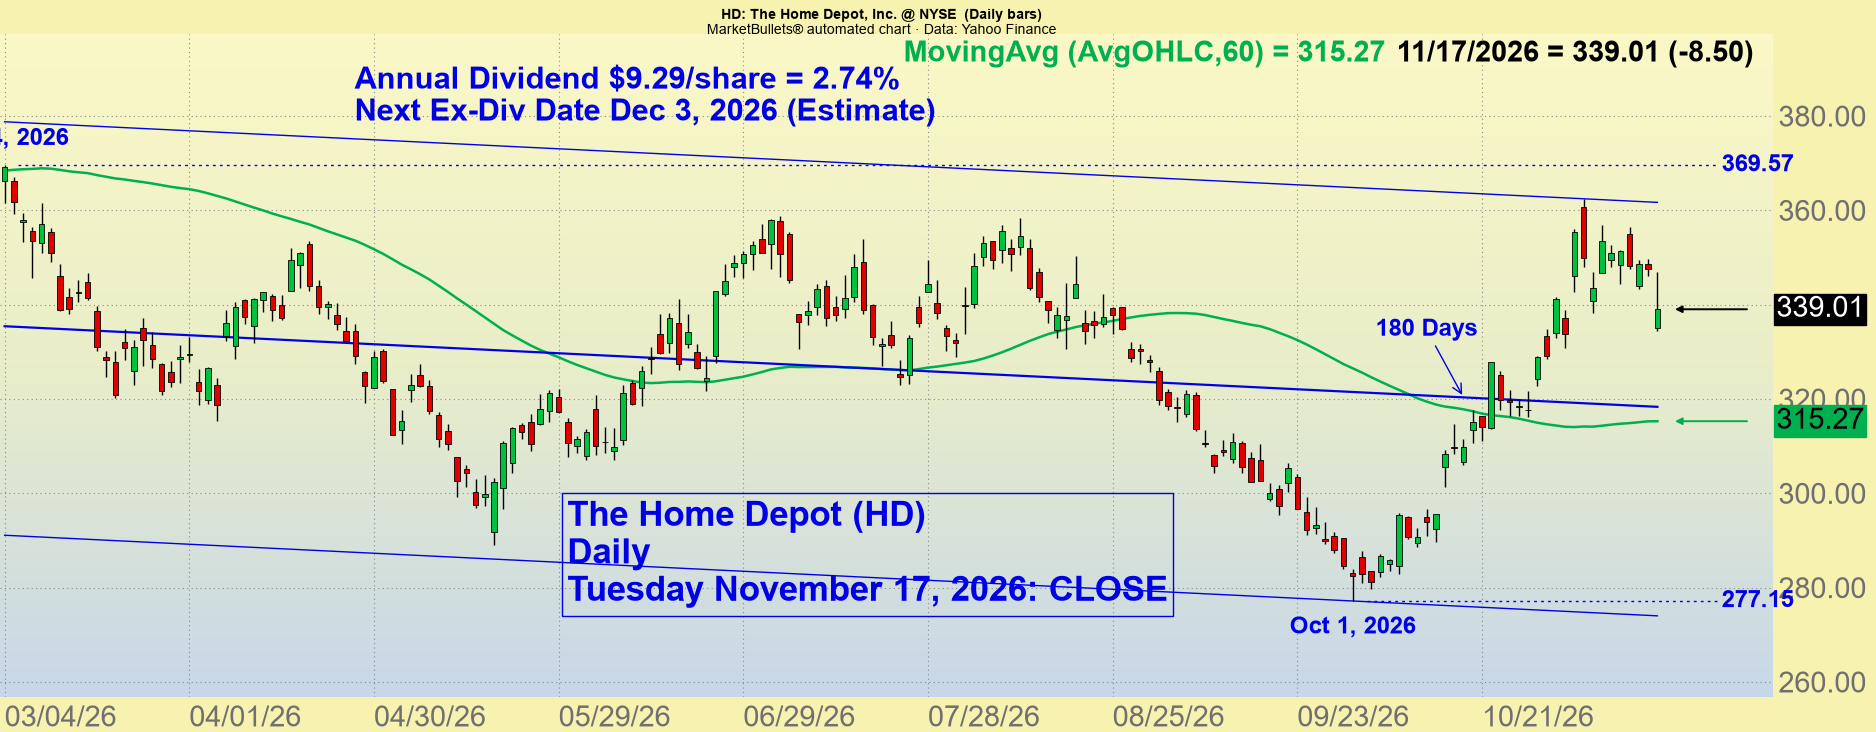 HD: The Home Depot, Inc. @ NYSE (Daily bars)
MarketBullets® automated chart · Data: Yahoo Finance
MovingAvg (AvgOHLC,60) = 315.27 11/17/2026 = 339.01 (-8.50)
Annual Dividend $9.29/share = 2.74%
Next Ex-Div Date Dec 3, 2026 (Estimate)
380.00
, 2026
369.57
360.00
339.01
180 Days
320.00
315.27
300.00
The Home Depot (HD)
Daily
Tuesday November 17, 2026: CLOSE
280.00
277.15
Oct 1, 2026
260.00
03/04/26 04/01/26 04/30/26 05/29/26 06/29/26 07/28/26 08/25/26 09/23/26 10/21/26